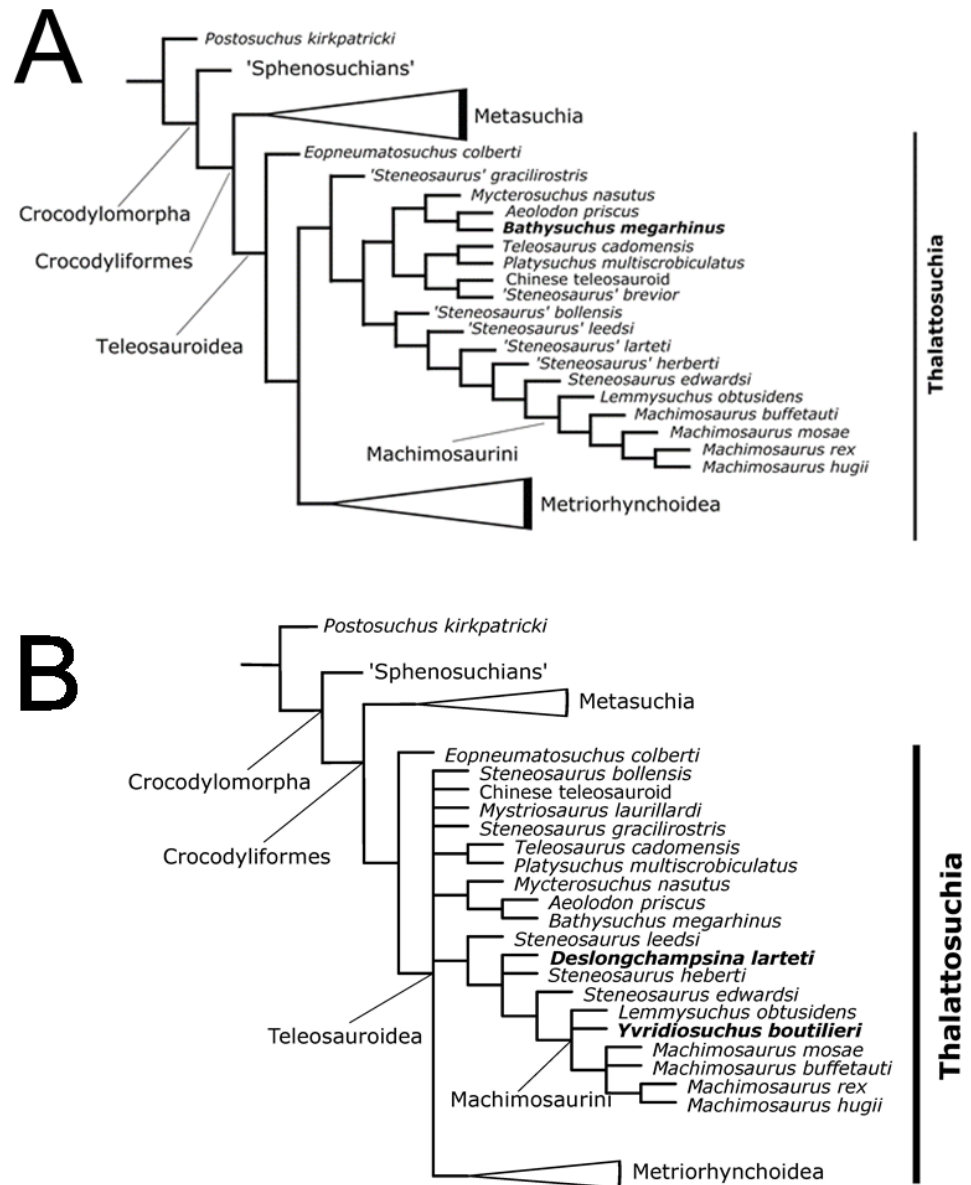 A
Postosuchus kirkpatricki
'Sphenosuchians'
Metasuchia
Eopneumatosuchus colberti
'Steneosaurus' gracilirostris
Mycterosuchus nasutus
Crocodylomorpha
Aeolodon priscus
Bathysuchus megarhinus
Teleosaurus cadomensis
Crocodyliformes
Platysuchus multiscrobiculatus
Chinese teleosauroid
'Steneosaurus' brevior
'Steneosaurus' bollensis
'Steneosaurus' leedsi
Teleosauroidea
'Steneosaurus' larteti
'Steneosaurus' herberti
Steneosaurus edwardsi
Lemmysuchus obtusidens
Machimosaurus buffetauti
Machimosaurus mosae
Machimosaurini
Machimosaurus rex
Machimosaurus hugii
Metriorhynchoidea
Thalattosuchia
B
Postosuchus kirkpatricki
'Sphenosuchians'
Metasuchia
Eopneumatosuchus colberti
Steneosaurus bollensis
Crocodylomorpha
Chinese teleosauroid
Mystriosaurus laurillardi
Steneosaurus gracilirostris
Teleosaurus cadomensis
Crocodyliformes
Platysuchus multiscrobiculatus
Mycterosuchus nasutus
Aeolodon priscus
Bathysuchus megarhinus
Steneosaurus leedsi
Deslongchampsina larteti
Steneosaurus heberti
Steneosaurus edwardsi
Lemmysuchus obtusidens
Yvridiosuchus boutilieri
Teleosauroidea
Machimosaurus mosae
Machimosaurus buffetauti
Machimosaurus rex
Machimosaurini
Machimosaurus hugii
Metriorhynchoidea
Thalattosuchia